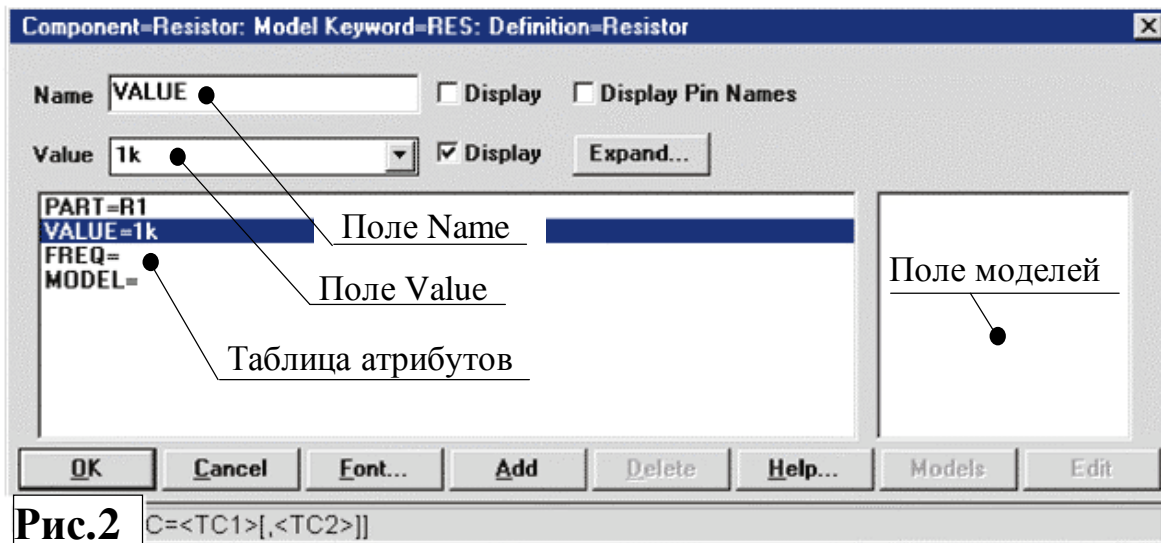 Component=Resistor: Model Keyword=RES: Definition=Resistor
Name VALUE Display Display Pin Names
Value 1k Display Expand...
PART=R1
VALUE=1k
FREQ=
MODEL=
Поле Name
Поле Value
Таблица атрибутов
Поле моделей
OK Cancel Font... Add Delete Help... Models Edit
Рис.2 C=<TC1>[,<TC2>]]